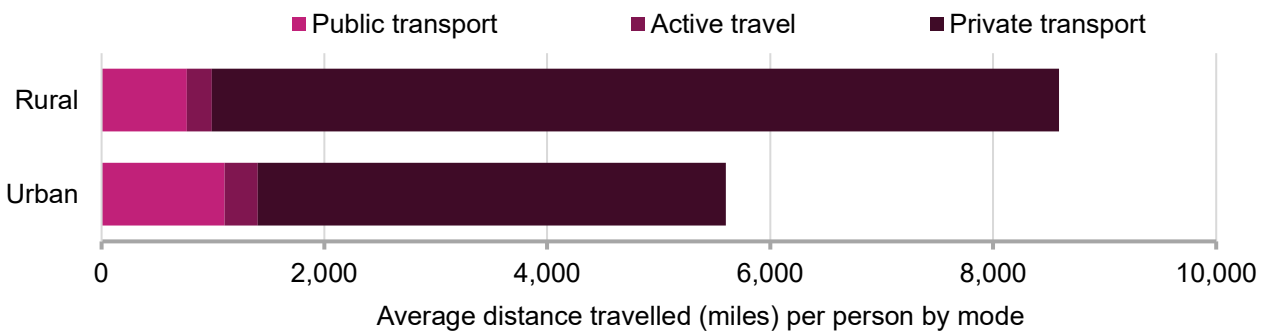 Public transport Active travel Private transport
Rural
Urban
0 2,000 4,000 6,000 8,000 10,000
Average distance travelled (miles) per person by mode